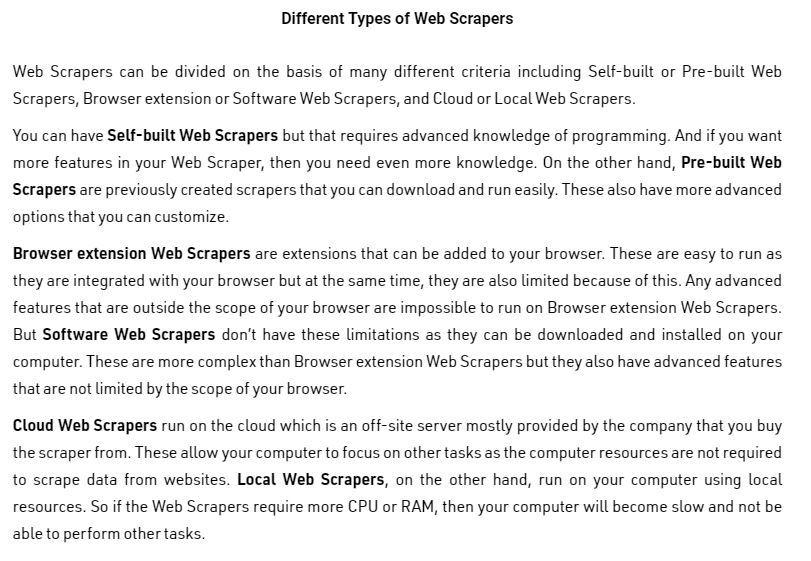 Different Types of Web Scrapers
Web Scrapers can be divided on the basis of many different criteria including Self-built or Pre-built Web
Scrapers, Browser extension or Software Web Scrapers, and Cloud or Local Web Scrapers.
You can have Self-built Web Scrapers but that requires advanced knowledge of programming. And if you want
more features in your Web Scraper, then you need even more knowledge. On the other hand, Pre-built Web
Scrapers are previously created scrapers that you can download and run easily. These also have more advanced
options that you can customize.
Browser extension Web Scrapers are extensions that can be added to your browser. These are easy to run as
they are integrated with your browser but at the same time, they are also limited because of this. Any advanced
features that are outside the scope of your browser are impossible to run on Browser extension Web Scrapers.
But Software Web Scrapers don't have these limitations as they can be downloaded and installed on your
computer. These are more complex than Browser extension Web Scrapers but they also have advanced features
that are not limited by the scope of your browser.
Cloud Web Scrapers run on the cloud which is an off-site server mostly provided by the company that you buy
the scraper from. These allow your computer to focus on other tasks as the computer resources are not required
to scrape data from websites. Local Web Scrapers, on the other hand, run on your computer using local
resources. So if the Web Scrapers require more CPU or RAM, then your computer will become slow and not be
able to perform other tasks.